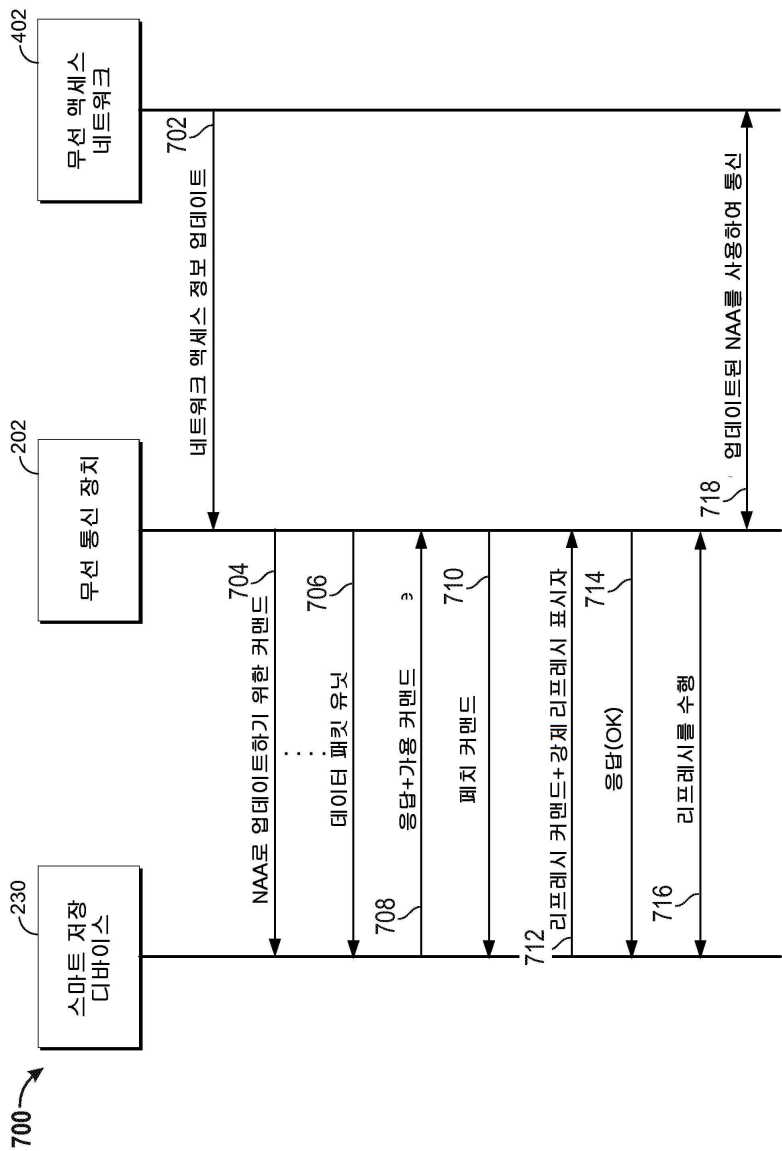 700
230
스마트 저장
디바이스
202
무선 통신 장치
402
무선 액세스
네트워크
702
네트워크 액세스 정보 업데이트
704
NAA로 업데이트하기 위한 커맨드
. . . .
706
데이터 패킷 유닛
708
응답+가용 커맨드
710
페치 커맨드
712
리프레시 커맨드+강제 리프레시 표시자
714
응답(OK)
716
리프레시를 수행
718
업데이트된 NAA를 사용하여 통신